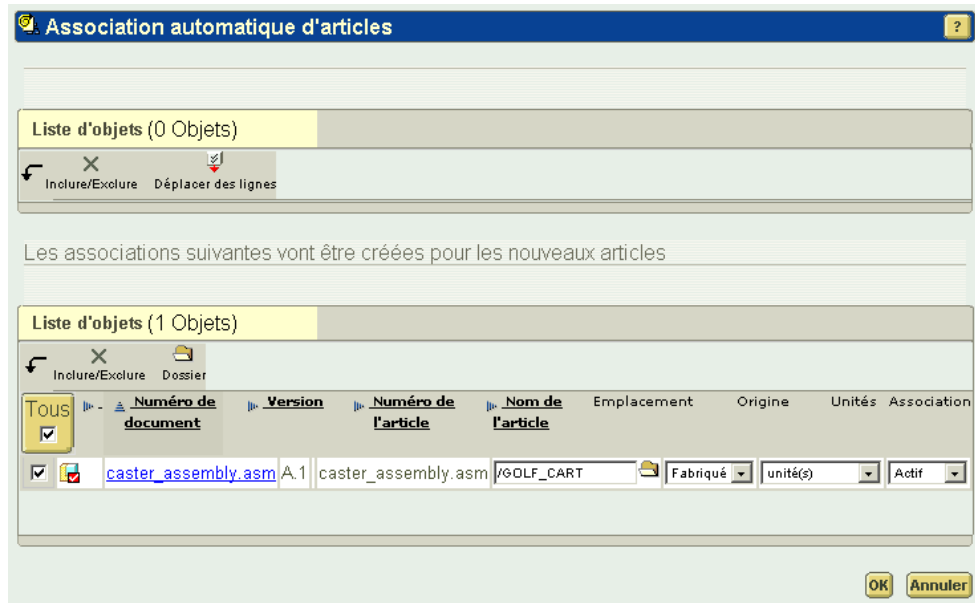 Association automatique d'articles ?
Liste d'objets (0 Objets)
Inclure/Exclure Déplacer des lignes
Les associations suivantes vont être créées pour les nouveaux articles
Liste d'objets (1 Objets)
Inclure/Exclure Dossier
Tous - Numéro de document Version Numéro de l'article Nom de l'article Emplacement Origine Unités Association
caster_assembly.asm A.1 caster_assembly.asm /GOLF_CART Fabriqué unité(s) Actif
OK Annuler